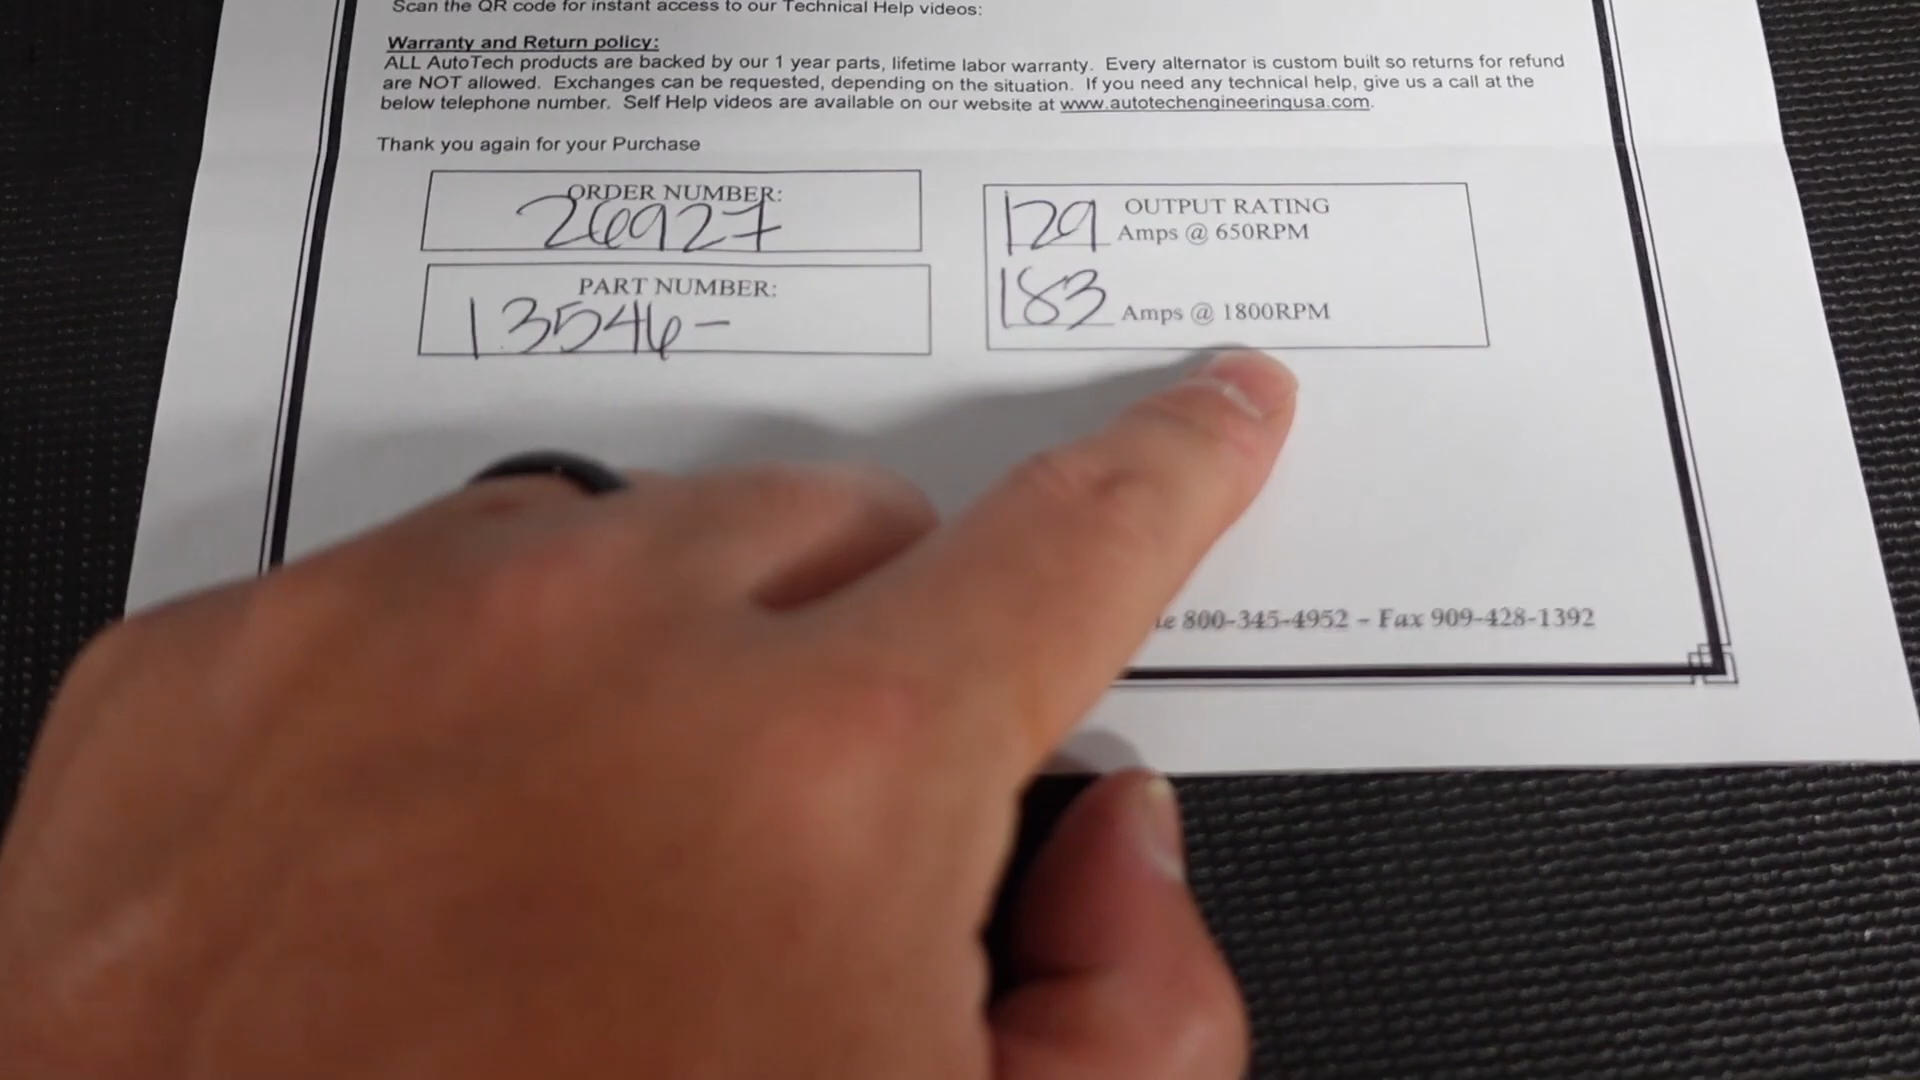 Scan the QR code for instant access to our Technical Help videos:
Warranty and Return policy:
ALL AutoTech products are backed by our 1 year parts, lifetime labor warranty. Every alternator is custom built so returns for refund
are NOT allowed. Exchanges can be requested, depending on the situation. If you need any technical help, give us a call at the
below telephone number. Self Help videos are available on our website at www.autotechengineeringusa.com.
Thank you again for your Purchase
ORDER NUMBER:
26927
PART NUMBER:
13546-
129 OUTPUT RATING
Amps @ 650RPM
183 Amps @ 1800RPM
800-345-4952 - Fax 909-428-1392